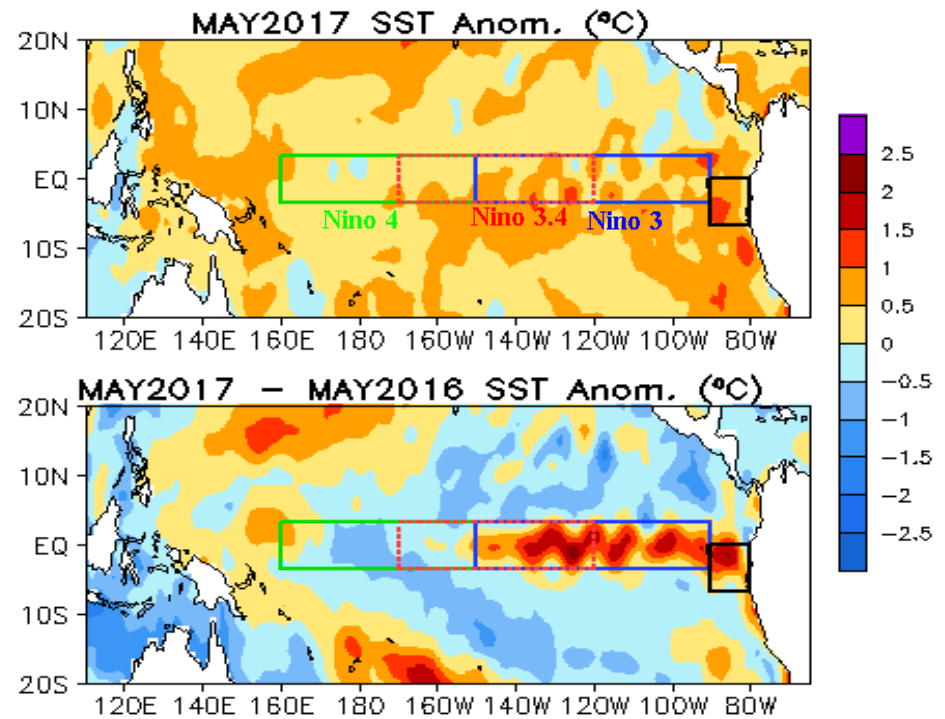 MAY2017 SST Anom. (ºC)
20N
10N
EQ
10S
20S
Nino 4
Nino 3.4
Nino 3
120E 140E 160E 180 160W 140W 120W 100W 80W
MAY2017 – MAY2016 SST Anom. (ºC)
20N
10N
EQ
10S
20S
120E 140E 160E 180 160W 140W 120W 100W 80W
2.5
2
1.5
1
0.5
0
−0.5
−1
−1.5
−2
−2.5